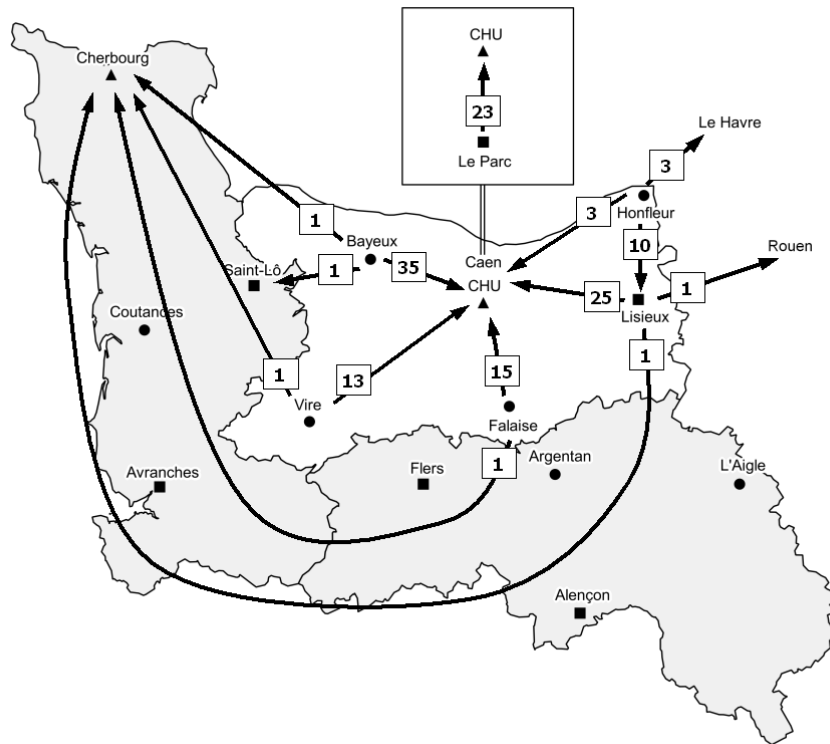 CHU
Cherbourg
23
Le Havre
Le Parc
3
Honfleur
3
1
Bayeux
10
Rouen
Caen
Saint-Lô
1
35
CHU
25
1
Lisieux
Coutances
1
1
13
15
Vire
Falaise
1
Argentan
Avranches
Flers
L'Aigle
Alençon